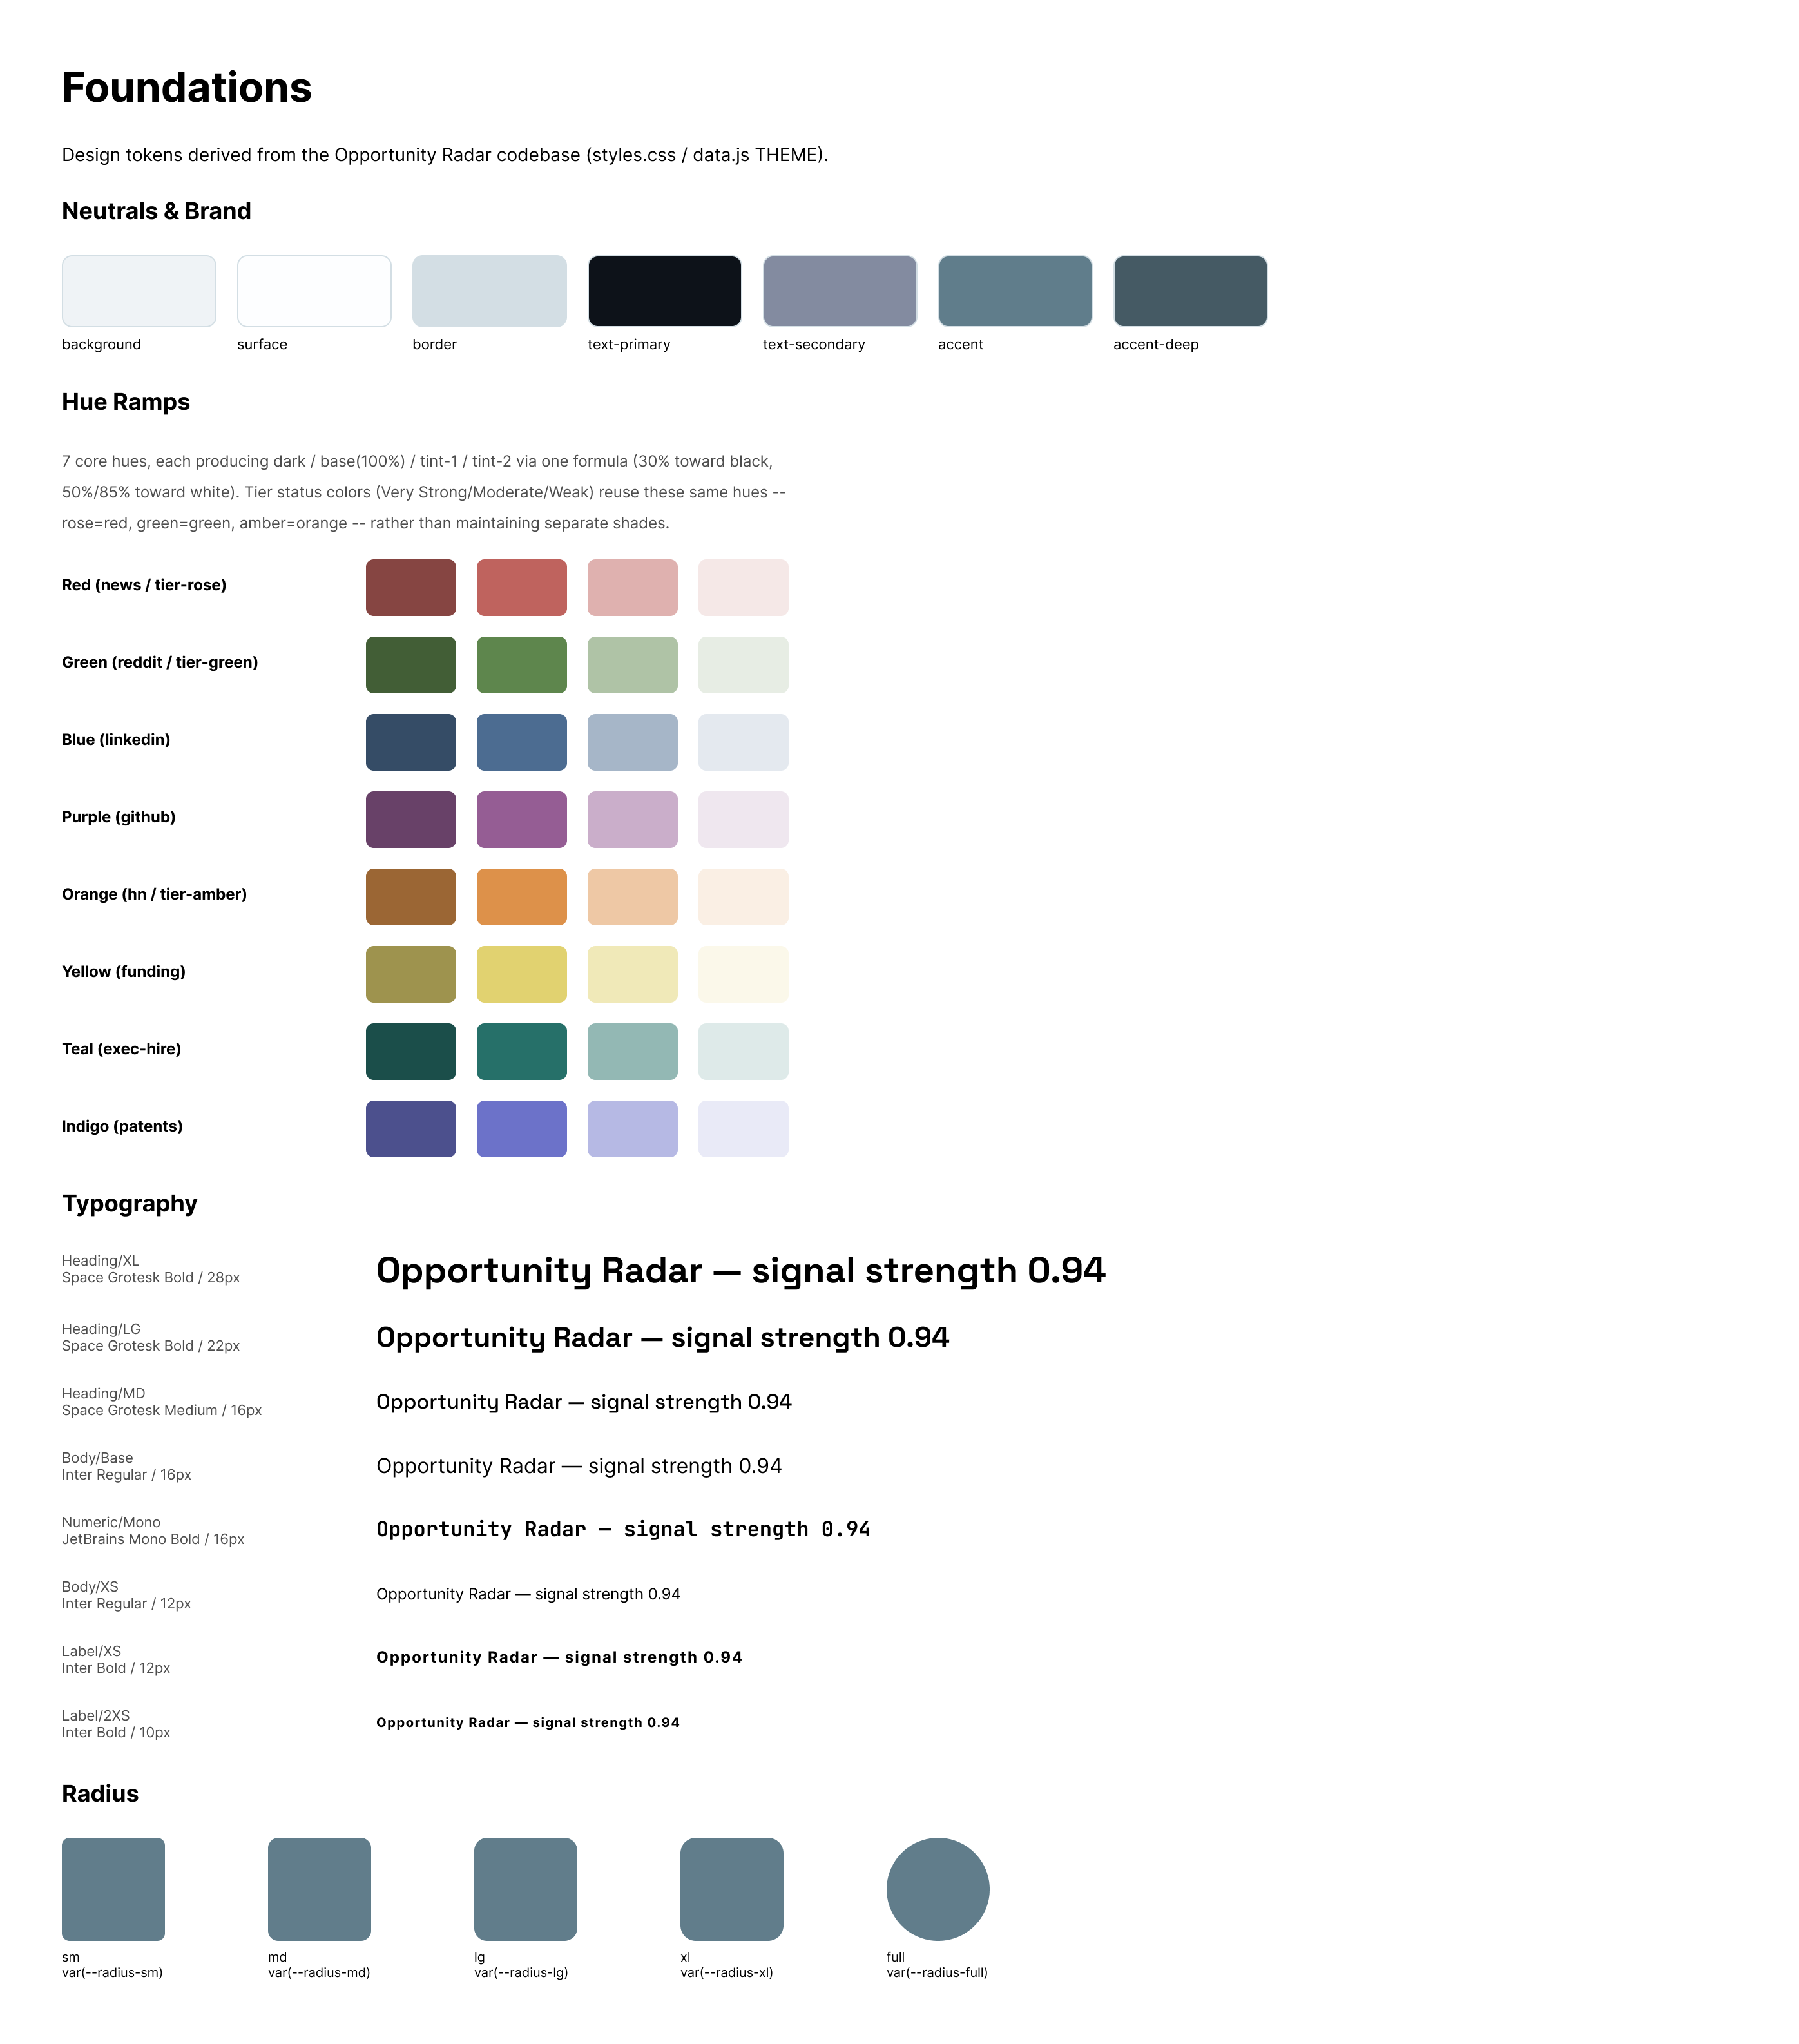 Foundations
Design tokens derived from the Opportunity Radar codebase (styles.css / data.js THEME).
Neutrals & Brand
background
surface
border
text-primary
text-secondary
accent
accent-deep
Hue Ramps
7 core hues, each producing dark / base(100%) / tint-1 / tint-2 via one formula (30% toward black,
50%/85% toward white). Tier status colors (Very Strong/Moderate/Weak) reuse these same hues --
rose=red, green=green, amber=orange -- rather than maintaining separate shades.
Red (news / tier-rose)
Green (reddit / tier-green)
Blue (linkedin)
Purple (github)
Orange (hn / tier-amber)
Yellow (funding)
Teal (exec-hire)
Indigo (patents)
Typography
Heading/XL
Space Grotesk Bold / 28px
Opportunity Radar — signal strength 0.94
Heading/LG
Space Grotesk Bold / 22px
Opportunity Radar — signal strength 0.94
Heading/MD
Space Grotesk Medium / 16px
Opportunity Radar — signal strength 0.94
Body/Base
Inter Regular / 16px
Opportunity Radar — signal strength 0.94
Numeric/Mono
JetBrains Mono Bold / 16px
Opportunity Radar — signal strength 0.94
Body/XS
Inter Regular / 12px
Opportunity Radar — signal strength 0.94
Label/XS
Inter Bold / 12px
Opportunity Radar — signal strength 0.94
Label/2XS
Inter Bold / 10px
Opportunity Radar — signal strength 0.94
Radius
sm
var(--radius-sm)
md
var(--radius-md)
lg
var(--radius-lg)
xl
var(--radius-xl)
full
var(--radius-full)